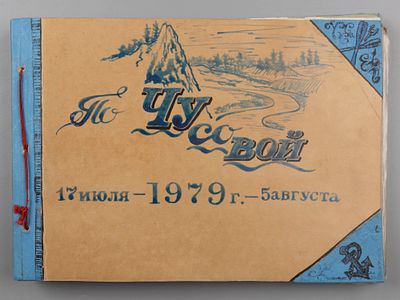 По Чусовой
17 июля - 1979 г. - 5 августа